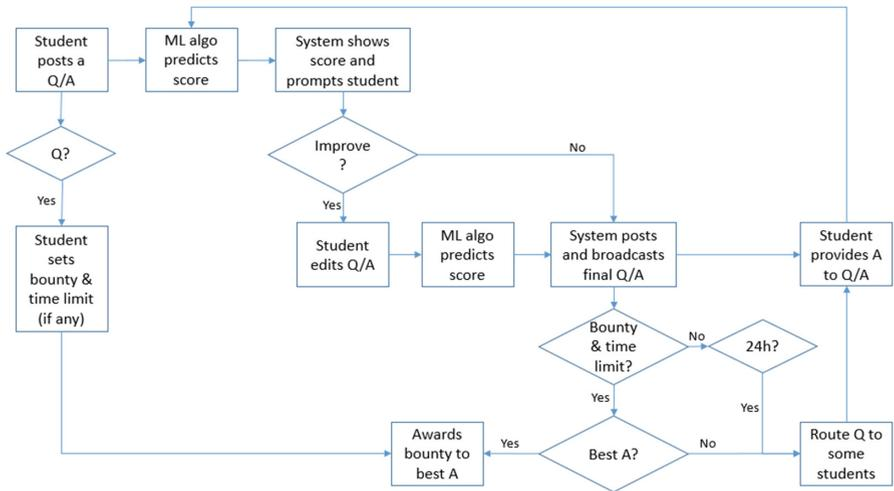 Student
posts a
Q/A
ML algo
predicts
score
System shows
score and
prompts student
Q?
Improve
?
No
Yes
Yes
Student
sets
bounty &
time limit
(if any)
Student
edits Q/A
ML algo
predicts
score
System posts
and broadcasts
final Q/A
Student
provides A
to Q/A
Bounty
& time
limit?
No
24h?
Yes
Yes
Awards
bounty to
best A
Yes
Best A?
No
Route Q to
some
students